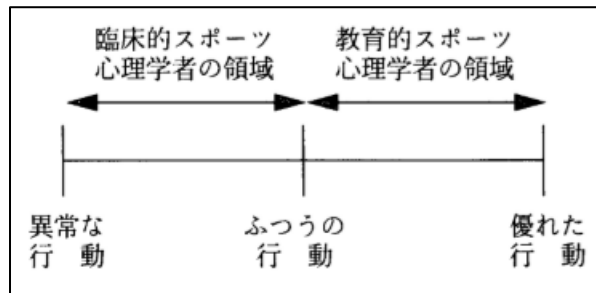 臨床的スポーツ
心理学者の領域
教育的スポーツ
心理学者の領域
異常な
行　動
ふつうの
行　動
優れた
行　動